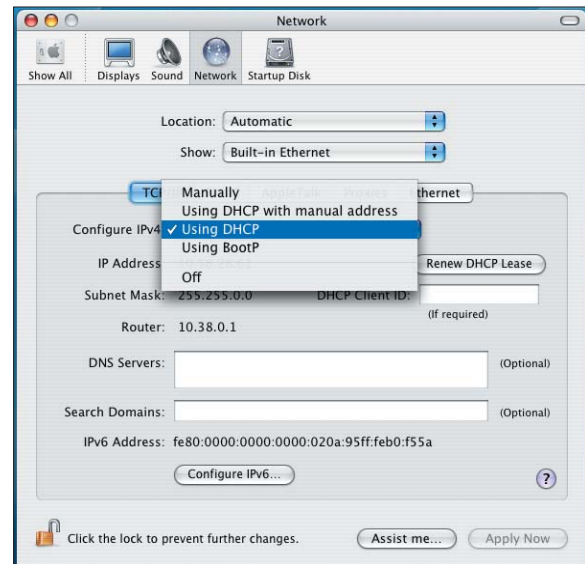 Network
Show All Displays Sound Network Startup Disk
Location: Automatic
Show: Built-in Ethernet
Ethernet
Manually
Using DHCP with manual address
Configure IPv4 ✓ Using DHCP
Using BootP
IP Address Renew DHCP Lease
Off
Subnet Mask: 255.255.0.0 DHCP Client ID:
(If required)
Router: 10.38.0.1
DNS Servers: (Optional)
Search Domains: (Optional)
IPv6 Address: fe80:0000:0000:0000:020a:95ff:feb0:f55a
Configure IPv6... ?
Click the lock to prevent further changes. Assist me... Apply Now